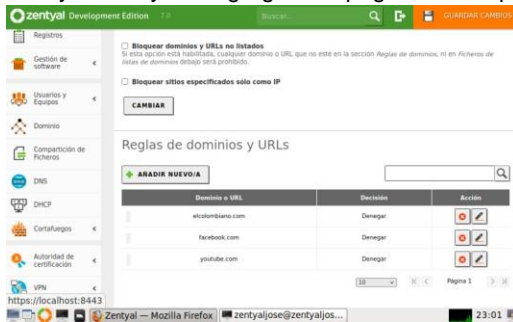 zentyal Development Edition 7.0
Buscar...
GUARDAR CAMBIOS
Registros
Gestión de software
Usuarios y Equipos
Dominio
Compartición de Ficheros
DNS
DHCP
Cortafuegos
Autoridad de certificación
VPN
https://localhost:8443
Bloquear dominios y URLs no listados
Si esta opción está habilitada, cualquier dominio o URL que no esté en la sección Reglas de dominios, ni en Ficheros de
listas de dominios debajo será prohibido.
Bloquear sitios especificados sólo como IP
CAMBIAR
Reglas de dominios y URLs
AÑADIR NUEVO/A
Dominio o URL Decisión Acción
elcolombiano.com Denegar
facebook.com Denegar
youtube.com Denegar
10 Página 1
Zentyal — Mozilla Firefox zentyaljose@zentyaljos... 23:01